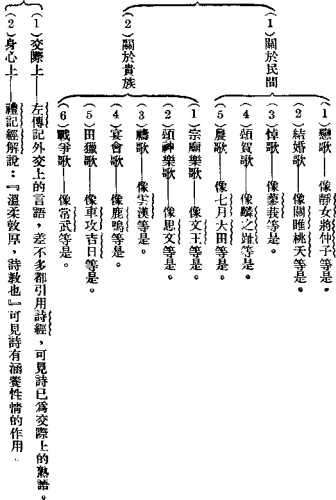 (1)關於民間
(1)戀歌——像靜女將仲子等是。
(2)結婚歌——像關雎桃夭等是。
(3)悼歌——像蓼莪等是。
(4)頌賀歌——像麟之趾等是。
(5)農歌——像七月大田等是。
(2)關於貴族
(1)宗廟樂歌——像文王等是。
(2)頌神樂歌——像思文等是。
(3)禱歌——像雲漢等是。
(4)宴會歌——像鹿鳴等是。
(5)田獵歌——像車攻吉日等是。
(6)戰爭歌——像常武等是。
(1)交際上——左傳記外交上的言語,差不多都引用詩經,可見詩已為交際上的熟語。
(2)身心上——禮記經解說:『溫柔敦厚,詩教也』可見詩有涵養性情的作用.